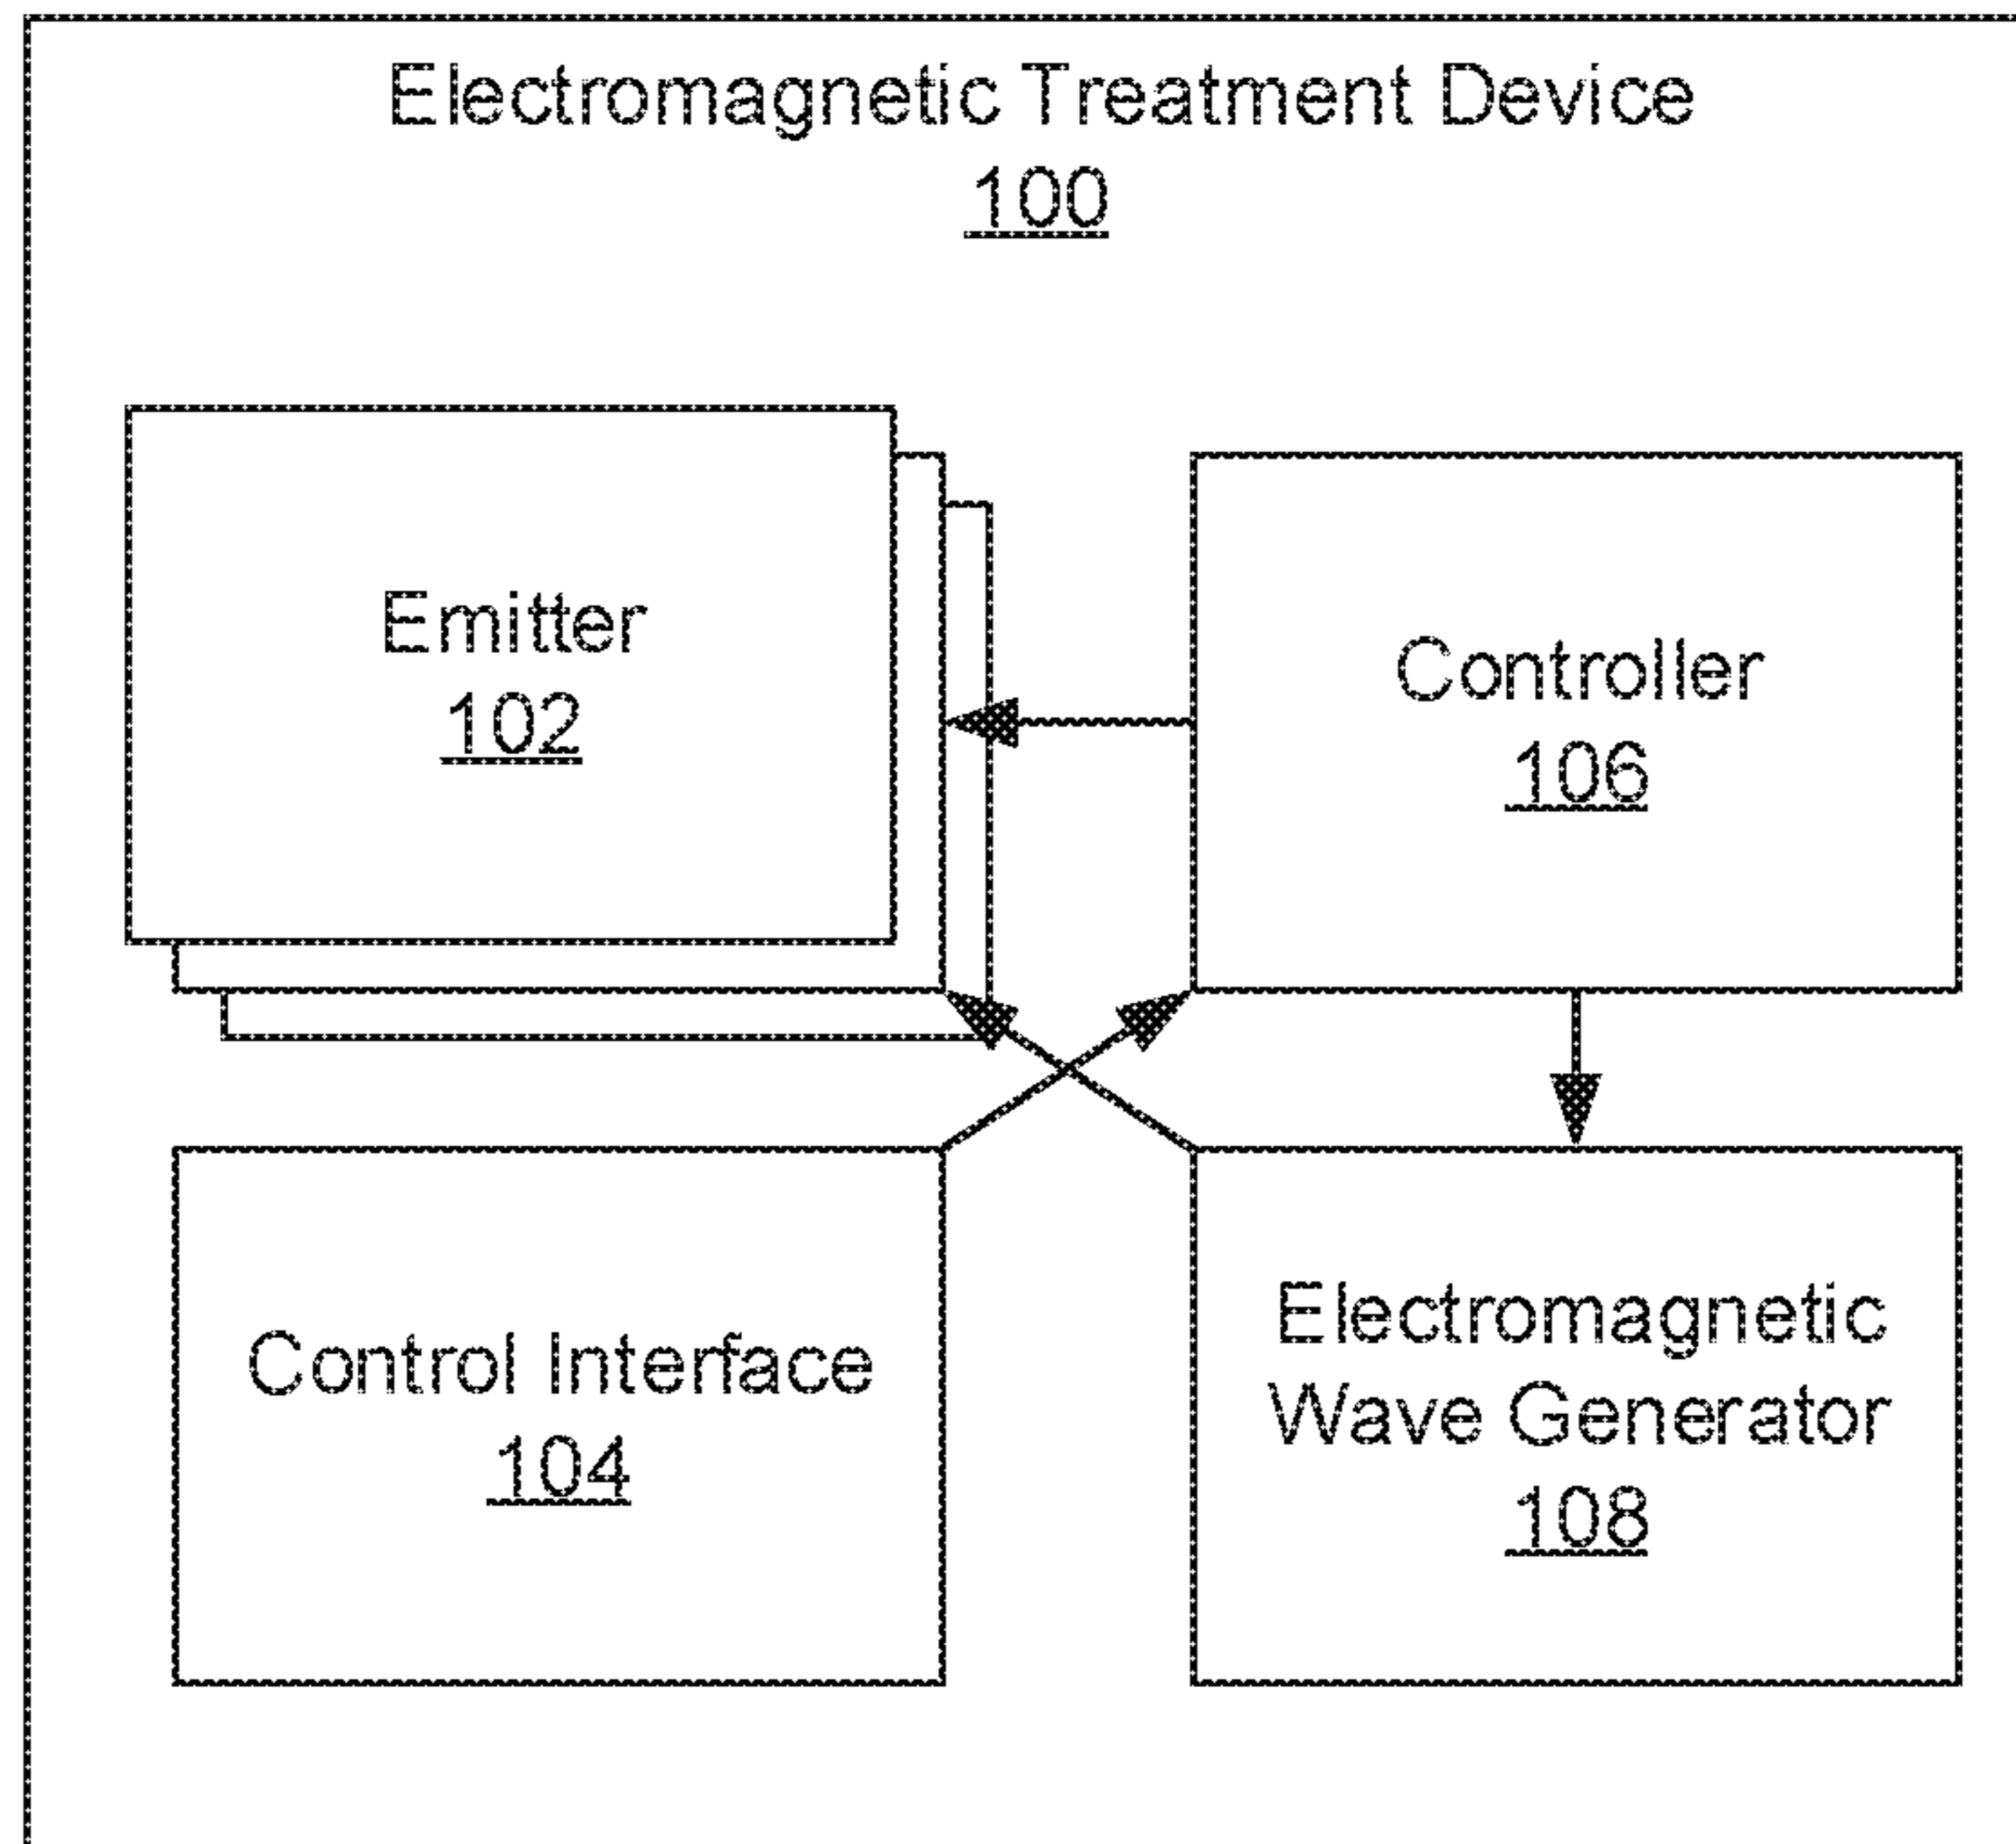 Electromagnetic Treatment Device
100
Emitter
102
Controller
106
Control Interface
104
Electromagnetic
Wave Generator
108